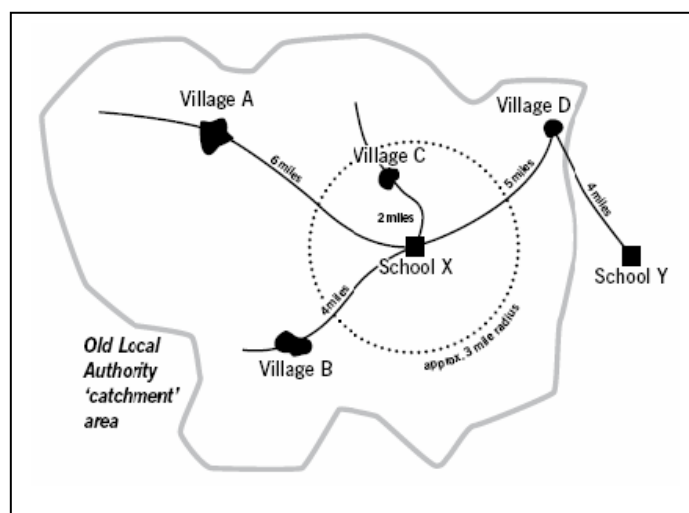 Village A
Village D
Village C
6 miles
5 miles
4 miles
2 miles
School X
School Y
4 miles
approx. 3 mile radius
Village B
Old Local
Authority
‘catchment’
area